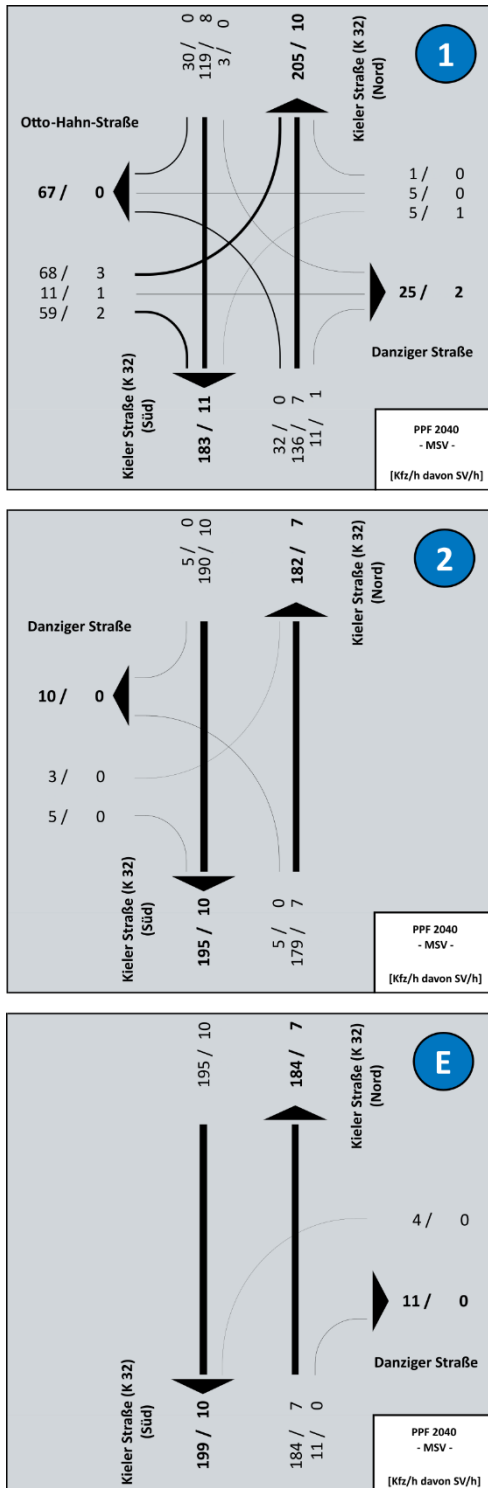 1
30 / 0
119 / 8
3 / 0
205 / 10
Kieler Straße (K 32)
(Nord)
Otto-Hahn-Straße
67 / 0
1 / 0
5 / 0
5 / 1
68 / 3
11 / 1
59 / 2
25 / 2
Danziger Straße
Kieler Straße (K 32)
(Süd)
183 / 11
32 / 0
136 / 7
11 / 1
PPF 2040
- MSV -
[Kfz/h davon SV/h]
2
5 / 0
190 / 10
182 / 7
Kieler Straße (K 32)
(Nord)
Danziger Straße
10 / 0
3 / 0
5 / 0
Kieler Straße (K 32)
(Süd)
195 / 10
5 / 0
179 / 7
PPF 2040
- MSV -
[Kfz/h davon SV/h]
E
195 / 10
184 / 7
Kieler Straße (K 32)
(Nord)
4 / 0
11 / 0
Danziger Straße
Kieler Straße (K 32)
(Süd)
199 / 10
184 / 7
11 / 0
PPF 2040
- MSV -
[Kfz/h davon SV/h]